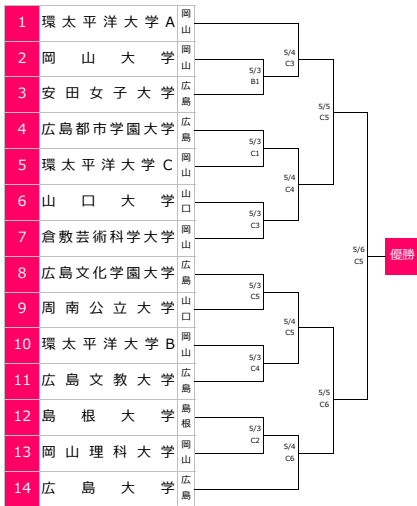 1 環太平洋大学A 岡山
2 岡山大学 岡山
3 安田女子大学 広島
4 広島都市学園大学 広島
5 環太平洋大学C 岡山
6 山口大学 山口
7 倉敷芸術科学大学 岡山
8 広島文化学園大学 広島
9 周南公立大学 山口
10 環太平洋大学B 岡山
11 広島文教大学 広島
12 島根大学 島根
13 岡山理科大学 岡山
14 広島大学 広島
5/3
B1
5/3
C1
5/3
C3
5/3
C5
5/3
C4
5/3
C2
5/4
C3
5/4
C4
5/4
C5
5/4
C6
5/5
C5
5/5
C6
5/6
C5
優勝